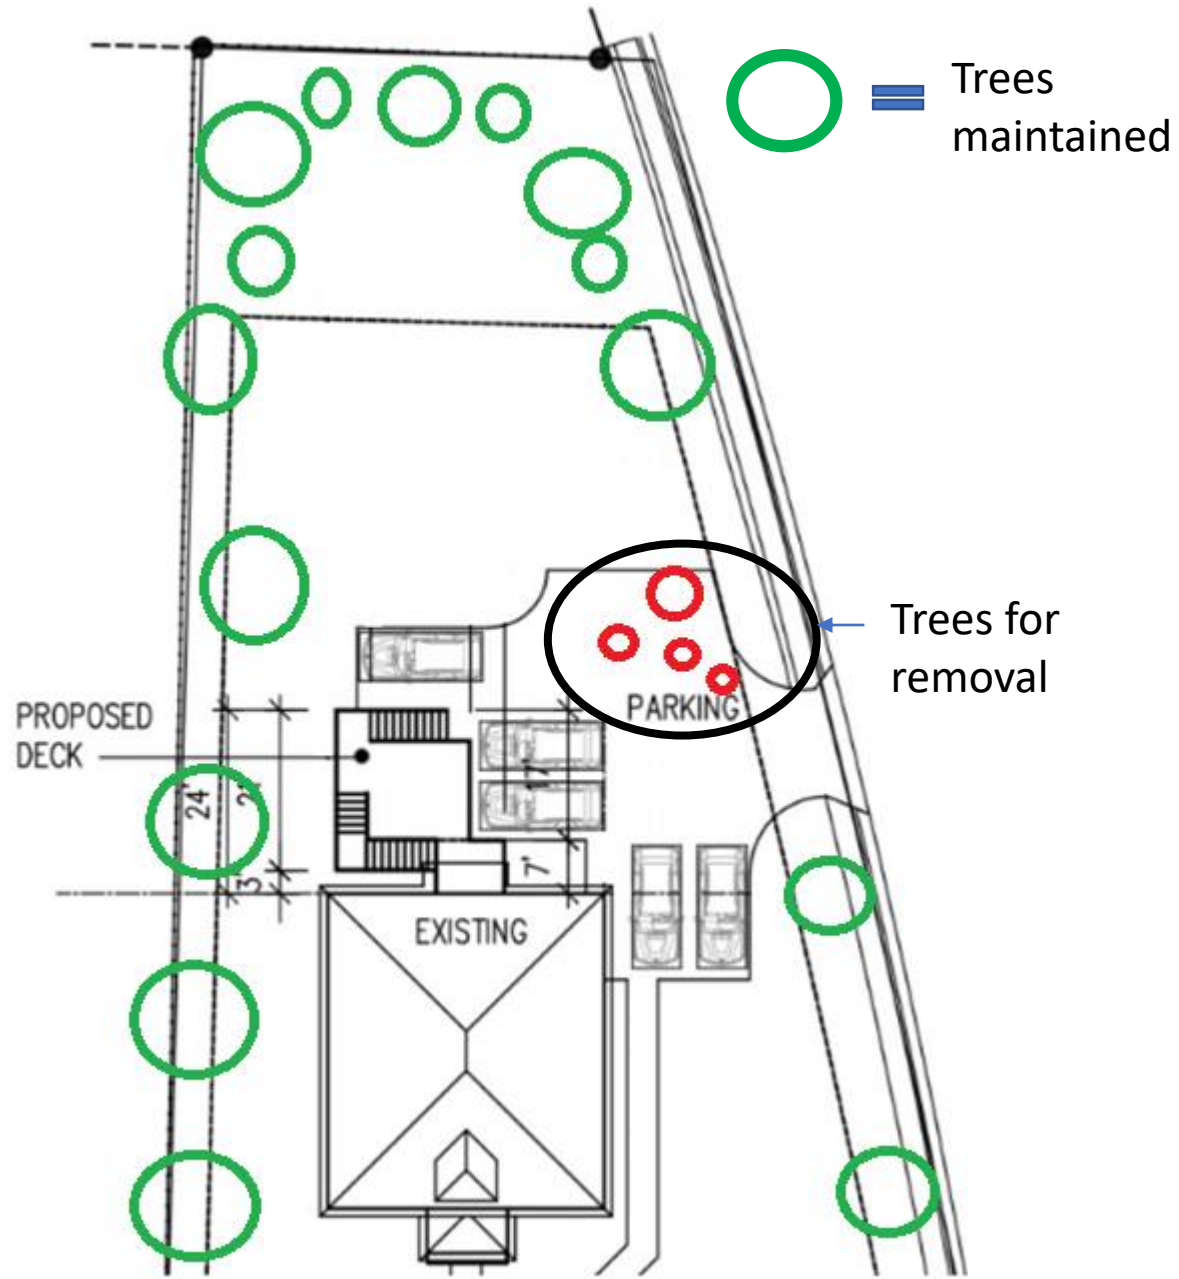 Trees
maintained
Trees for
removal
PARKING
PROPOSED
DECK
24'
17'
3'
7'
EXISTING